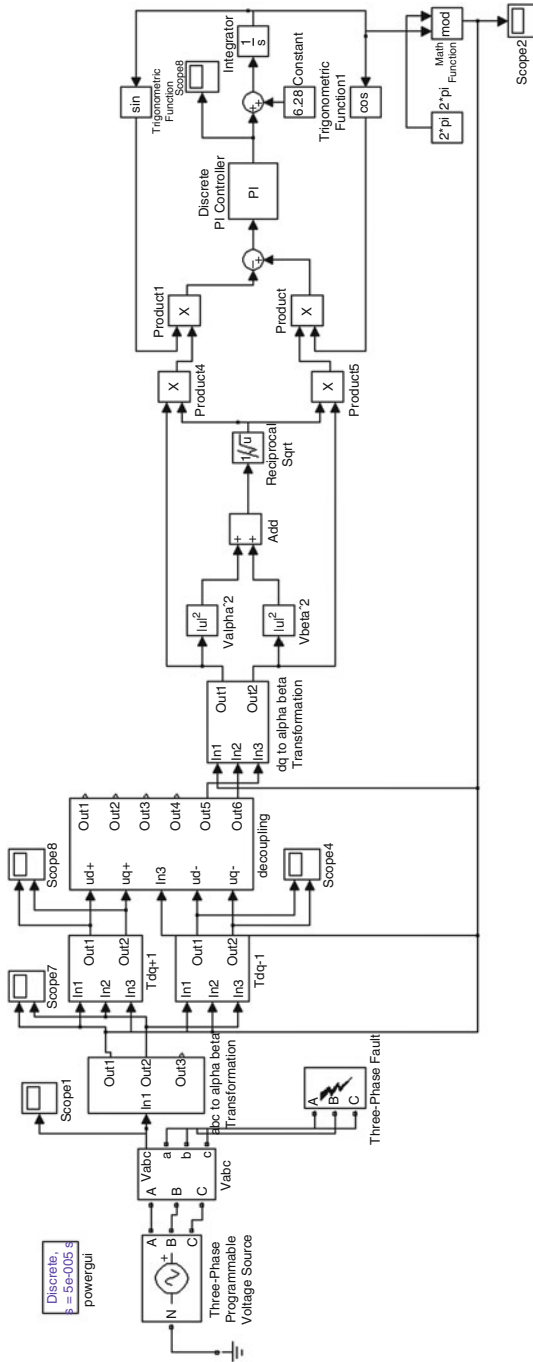 Discrete,
s = 5e-005 s
powergui
N
A
B
C
Three-Phase
Programmable
Voltage Source
A
B
C
Vabc
a
b
c
Vabc
Scope1
In1
Out1
Out2
Out3
abc to alpha beta
Transformation
A
B
C
Three-Phase Fault
Scope7
In1
In2
In3
Out1
Out2
Tdq+1
In1
In2
In3
Out1
Out2
Tdq-1
Scope8
Scope4
ud+
uq+
In3
ud-
uq-
Out1
Out2
Out3
Out4
Out5
Out6
decoupling
In1
In2
In3
Out1
Out2
dq to alpha beta
Transformation
|u|²
Valpha^2
|u|²
Vbeta^2
+
+
Add
1
u
Reciprocal
Sqrt
X
Product4
X
Product5
X
Product1
X
Product
-
+
PI
Discrete
PI Controller
Scope8
+
+
6.28
Constant
1
s
Integrator
sin
Trigonometric
Function
cos
Trigonometric
Function1
2*pi
2*pi
mod
Math
Function
Scope2